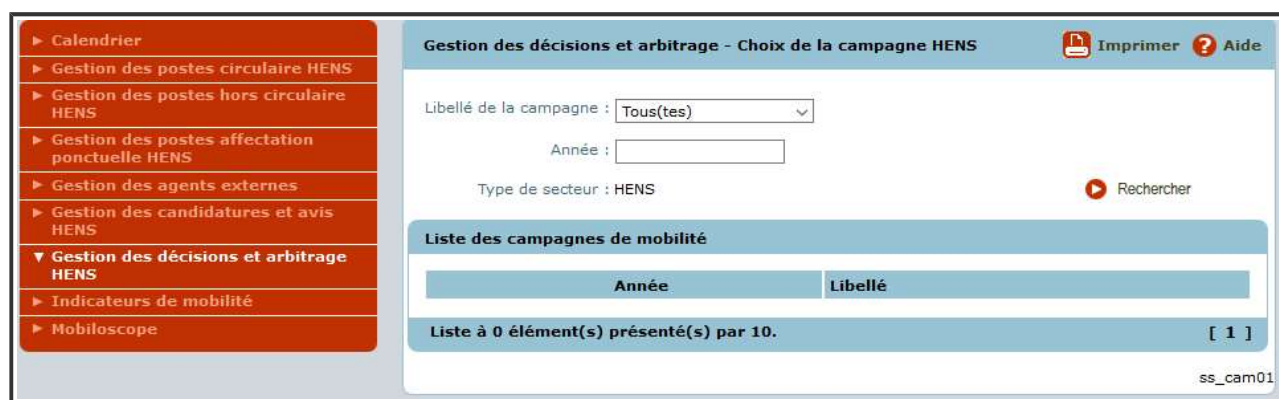 Calendrier
Gestion des postes circulaire HENS
Gestion des postes hors circulaire
HENS
Gestion des postes affectation
ponctuelle HENS
Gestion des agents externes
Gestion des candidatures et avis
HENS
Gestion des décisions et arbitrage
HENS
Indicateurs de mobilité
Mobiloscope
Gestion des décisions et arbitrage - Choix de la campagne HENS
Imprimer
Aide
Libellé de la campagne : Tous(tes)
Année :
Type de secteur : HENS
Rechercher
Liste des campagnes de mobilité
Année Libellé
Liste à 0 élément(s) présenté(s) par 10. [ 1 ]
ss_cam01